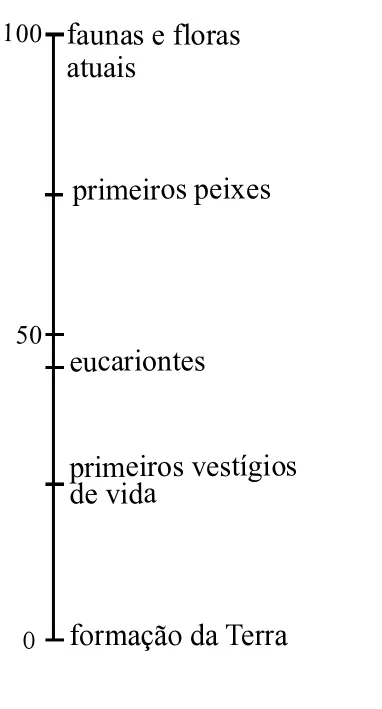 100 faunas e floras
atuais
primeiros peixes
50
eucariontes
primeiros vestígios
de vida
0 formação da Terra